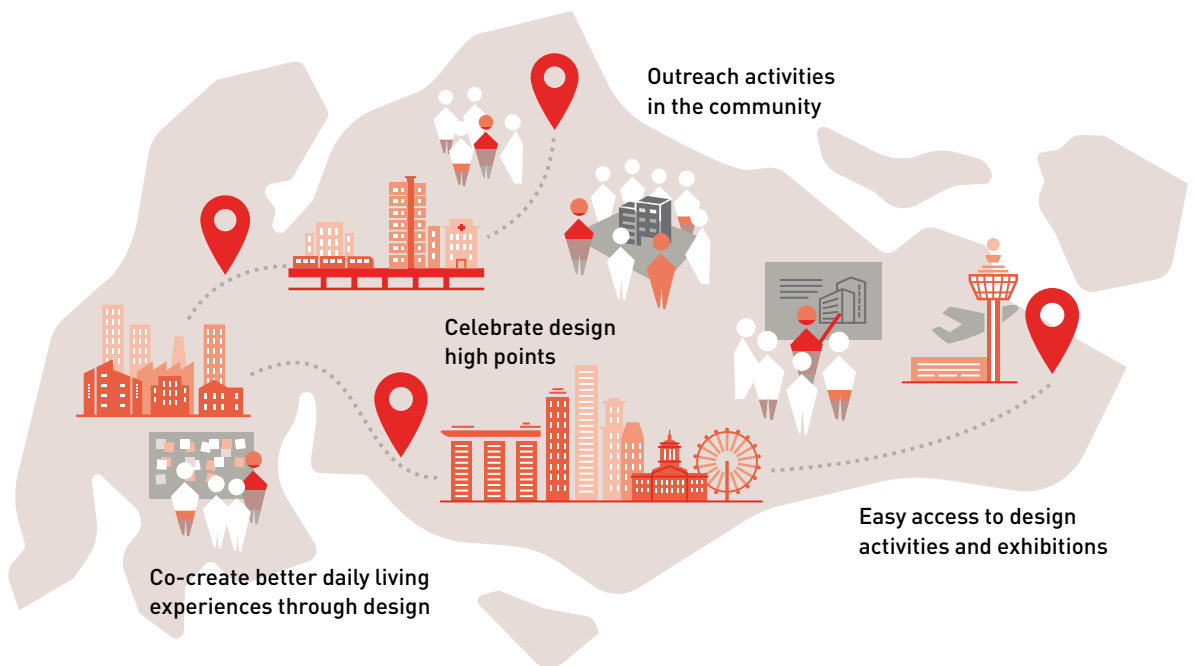 Outreach activities
in the community
Celebrate design
high points
Easy access to design
activities and exhibitions
Co-create better daily living
experiences through design